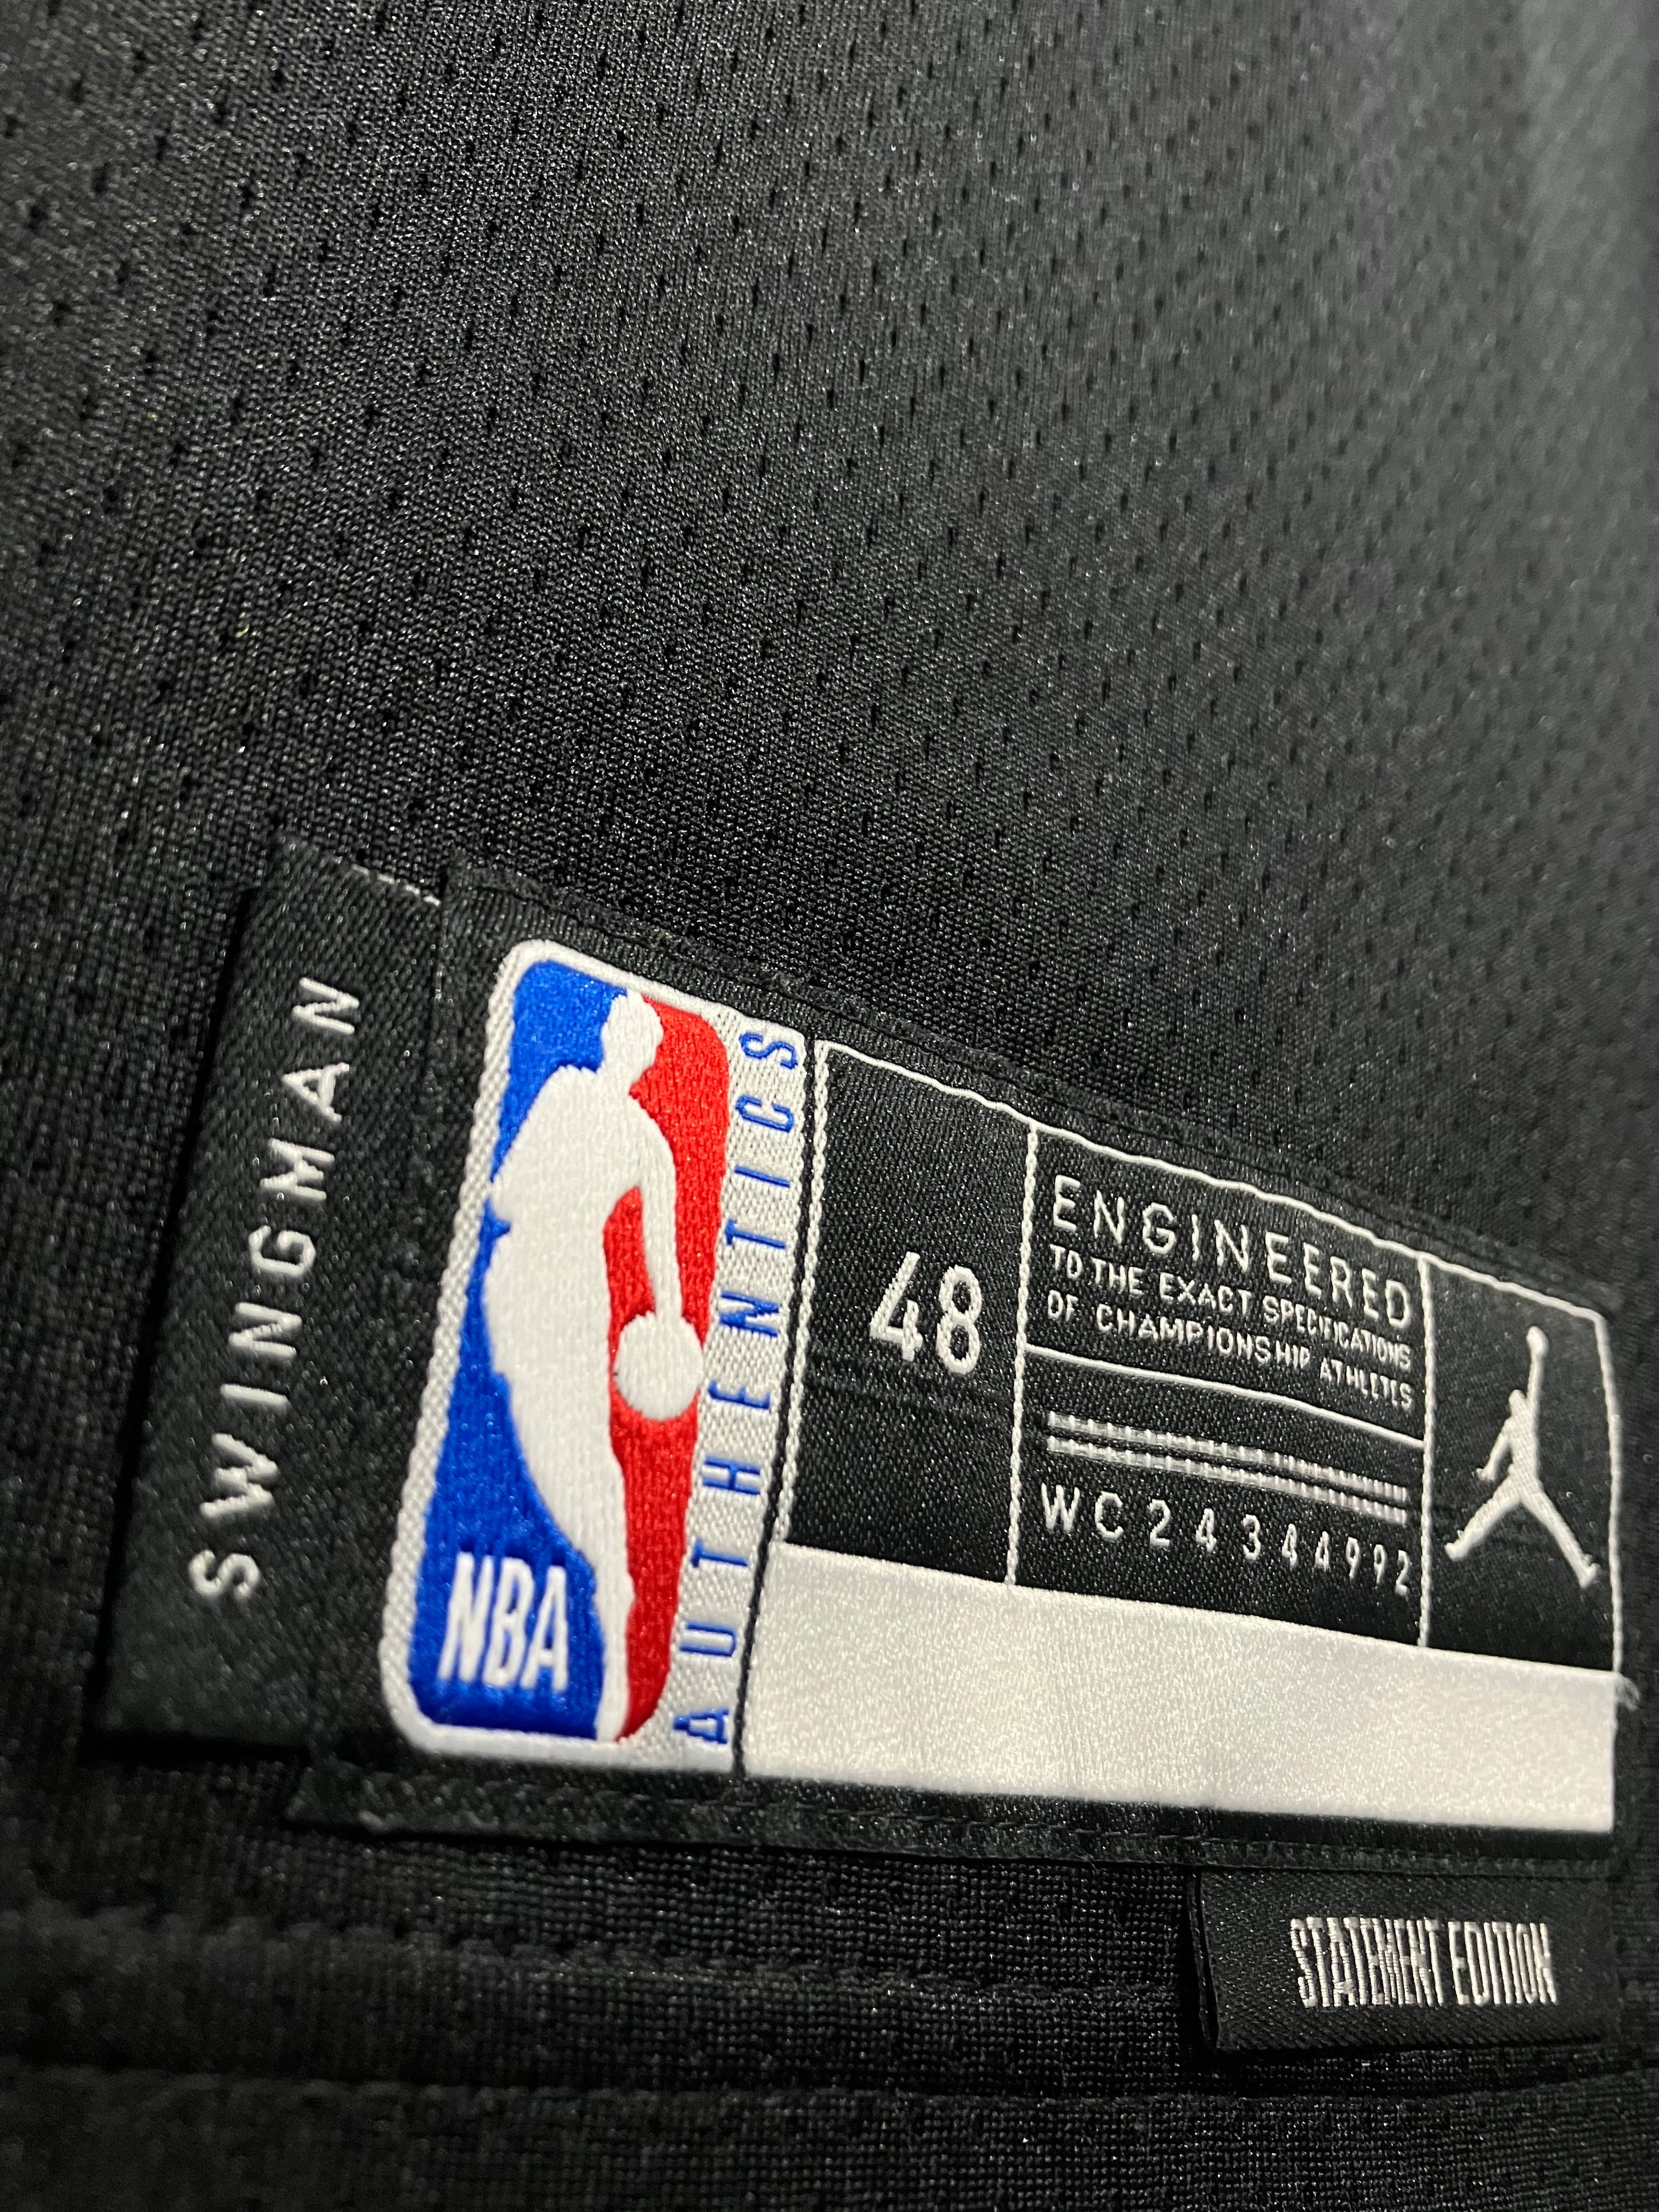 SWINGMAN
NBA
AUTHENTICS
48
ENGINEERED
TO THE EXACT SPECIFICATIONS
OF CHAMPIONSHIP ATHLETES
WC24344992
STATEMENT EDITION